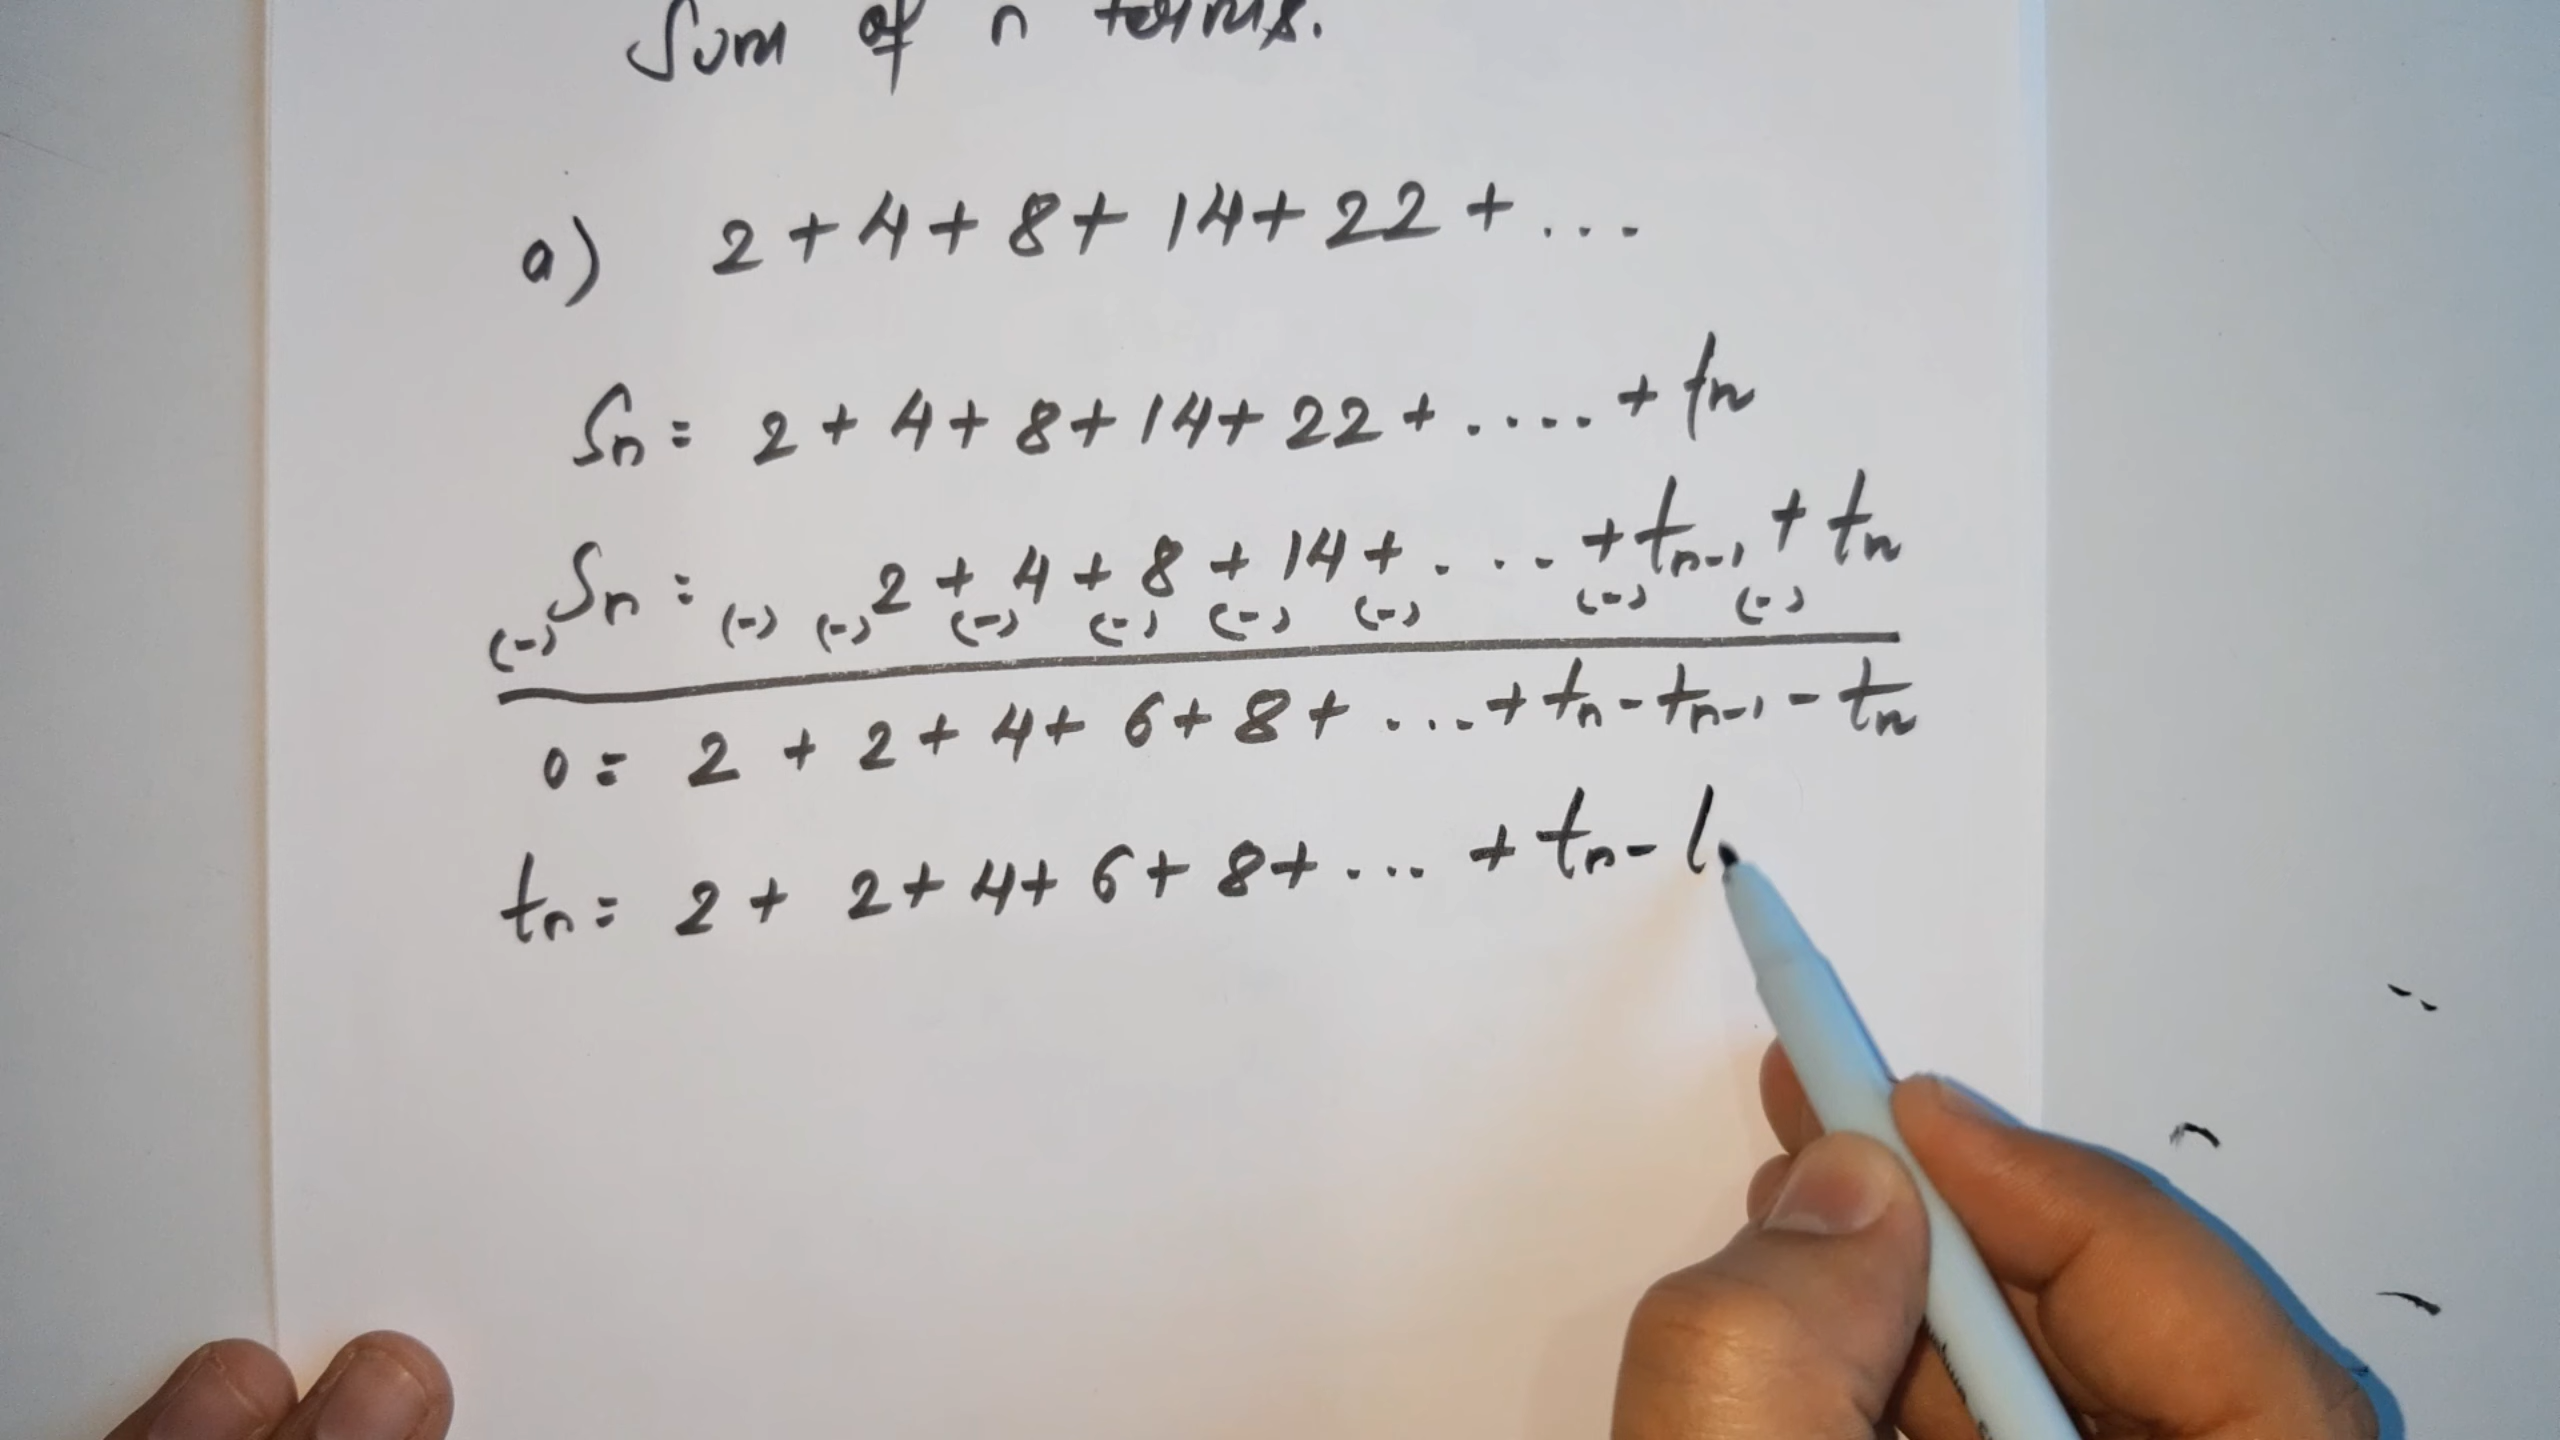 Sum of n terms.
a) 2 + 4 + 8 + 14 + 22 + ...
Sn = 2 + 4 + 8 + 14 + 22 + .... + tn
Sn = 2 + 4 + 8 + 14 + ... + tn-1 + tn
(-) (-) (-) (-) (-) (-) (-) (-) (-)
0 = 2 + 2 + 4 + 6 + 8 + ... + tn - tn-1 - tn
tn = 2 + 2 + 4 + 6 + 8 + ... + tn -